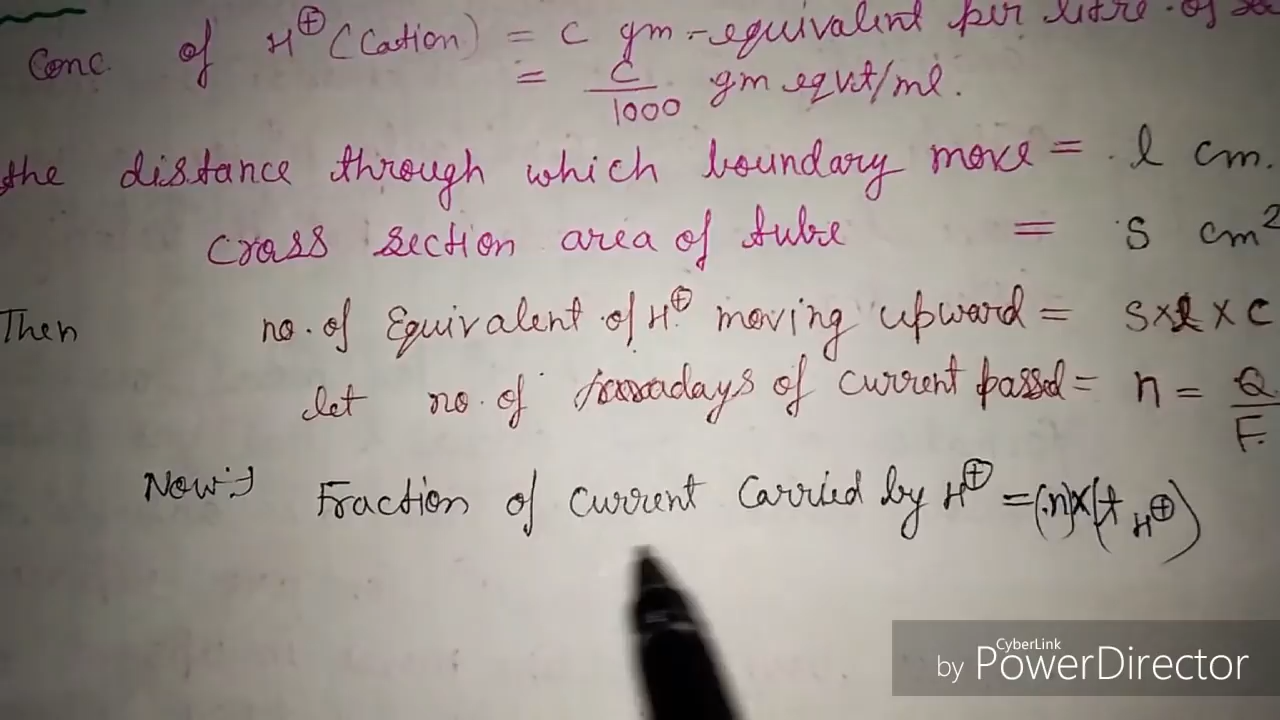 Conc. of H⊕ (Cation) = C gm-equivalent per litre of
= C/1000 gm eqvt/ml.
the distance through which boundary move = l cm.
cross section area of tube = S cm²
Then no. of Equivalent of H⊕ moving upward = S×l×C
let no. of faradays of current passed = n = Q/F
Now:→ Fraction of current carried by H⊕ = (n)×(t H⊕)
CyberLink
by PowerDirector